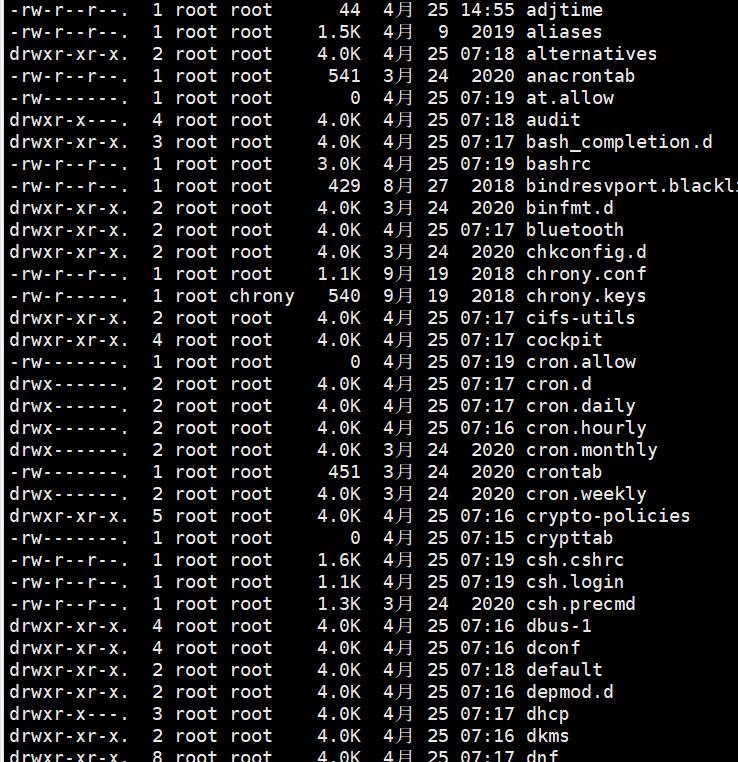 -rw-r--r--. 1 root root 44 4月 25 14:55 adjtime
-rw-r--r--. 1 root root 1.5K 4月 9 2019 aliases
drwxr-xr-x. 2 root root 4.0K 4月 25 07:18 alternatives
-rw-r--r--. 1 root root 541 3月 24 2020 anacrontab
-rw-------. 1 root root 0 4月 25 07:19 at.allow
drwxr-x---. 4 root root 4.0K 4月 25 07:18 audit
drwxr-xr-x. 3 root root 4.0K 4月 25 07:17 bash_completion.d
-rw-r--r--. 1 root root 3.0K 4月 25 07:19 bashrc
-rw-r--r--. 1 root root 429 8月 27 2018 bindresvport.blackli
drwxr-xr-x. 2 root root 4.0K 3月 24 2020 binfmt.d
drwxr-xr-x. 2 root root 4.0K 4月 25 07:17 bluetooth
drwxr-xr-x. 2 root root 4.0K 3月 24 2020 chkconfig.d
-rw-r--r--. 1 root root 1.1K 9月 19 2018 chrony.conf
-rw-r-----. 1 root chrony 540 9月 19 2018 chrony.keys
drwxr-xr-x. 2 root root 4.0K 4月 25 07:17 cifs-utils
drwxr-xr-x. 4 root root 4.0K 4月 25 07:17 cockpit
-rw-------. 1 root root 0 4月 25 07:19 cron.allow
drwx------. 2 root root 4.0K 4月 25 07:17 cron.d
drwx------. 2 root root 4.0K 4月 25 07:17 cron.daily
drwx------. 2 root root 4.0K 4月 25 07:16 cron.hourly
drwx------. 2 root root 4.0K 3月 24 2020 cron.monthly
-rw-------. 1 root root 451 3月 24 2020 crontab
drwx------. 2 root root 4.0K 3月 24 2020 cron.weekly
drwxr-xr-x. 5 root root 4.0K 4月 25 07:16 crypto-policies
-rw-------. 1 root root 0 4月 25 07:15 crypttab
-rw-r--r--. 1 root root 1.6K 4月 25 07:19 csh.cshrc
-rw-r--r--. 1 root root 1.1K 4月 25 07:19 csh.login
-rw-r--r--. 1 root root 1.3K 3月 24 2020 csh.precmd
drwxr-xr-x. 4 root root 4.0K 4月 25 07:16 dbus-1
drwxr-xr-x. 4 root root 4.0K 4月 25 07:16 dconf
drwxr-xr-x. 2 root root 4.0K 4月 25 07:18 default
drwxr-xr-x. 2 root root 4.0K 4月 25 07:16 depmod.d
drwxr-x---. 3 root root 4.0K 4月 25 07:17 dhcp
drwxr-xr-x. 2 root root 4.0K 4月 25 07:16 dkms
drwxr-xr-x. 8 root root 4.0K 4月 25 07:17 dnf